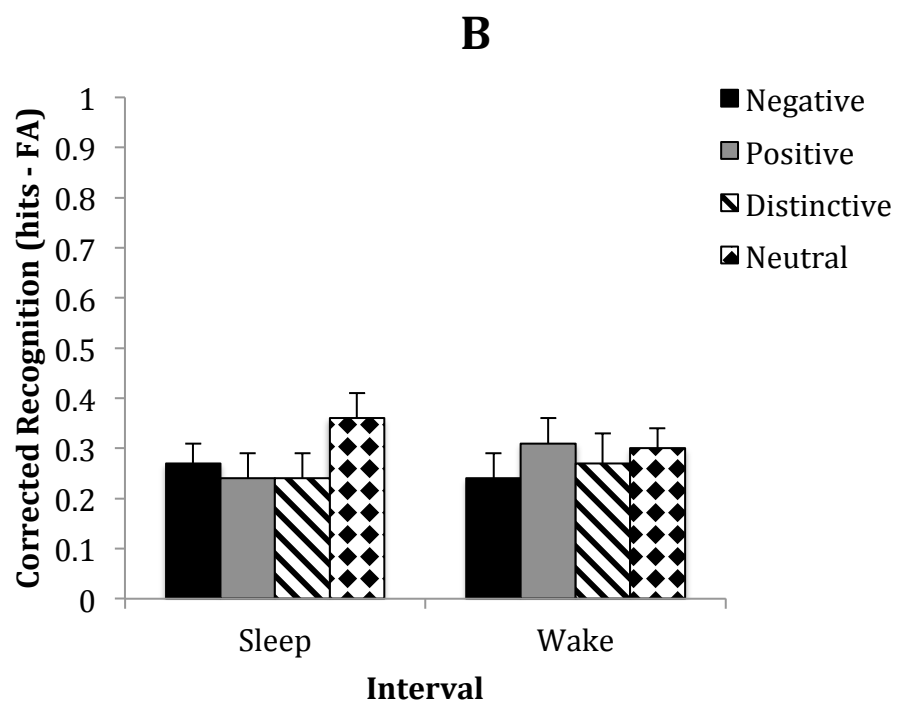 B
Corrected Recognition (hits - FA)
1
0.9
0.8
0.7
0.6
0.5
0.4
0.3
0.2
0.1
0
Negative
Positive
Distinctive
Neutral
Sleep
Wake
Interval